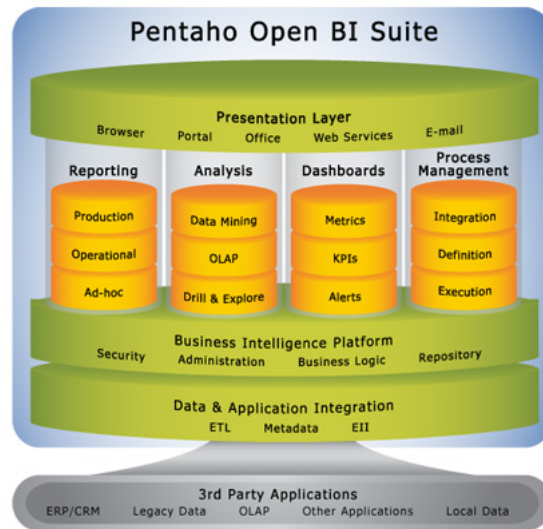 Pentaho Open BI Suite
Presentation Layer
Browser Portal Office Web Services E-mail
Reporting Analysis Dashboards Process Management
Production Data Mining Metrics Integration
Operational OLAP KPIs Definition
Ad-hoc Drill & Explore Alerts Execution
Business Intelligence Platform
Security Administration Business Logic Repository
Data & Application Integration
ETL Metadata EII
3rd Party Applications
ERP/CRM Legacy Data OLAP Other Applications Local Data